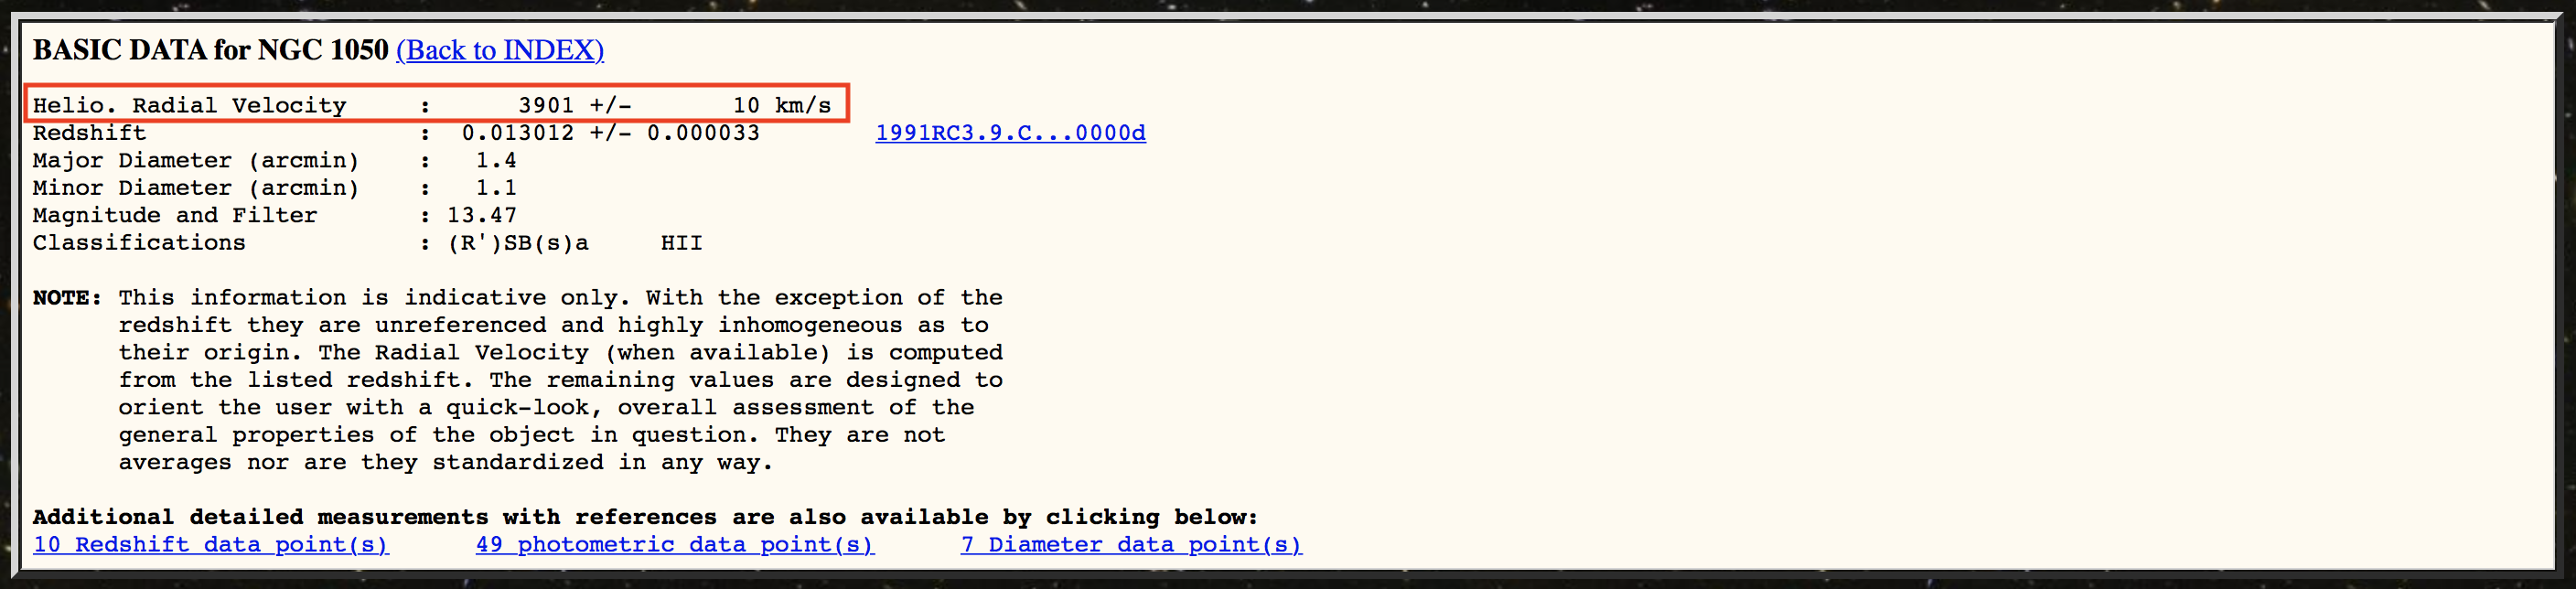 BASIC DATA for NGC 1050 (Back to INDEX)
Helio. Radial Velocity : 3901 +/- 10 km/s
Redshift : 0.013012 +/- 0.000033 1991RC3.9.C...0000d
Major Diameter (arcmin) : 1.4
Minor Diameter (arcmin) : 1.1
Magnitude and Filter : 13.47
Classifications : (R')SB(s)a HII
NOTE: This information is indicative only. With the exception of the
redshift they are unreferenced and highly inhomogeneous as to
their origin. The Radial Velocity (when available) is computed
from the listed redshift. The remaining values are designed to
orient the user with a quick-look, overall assessment of the
general properties of the object in question. They are not
averages nor are they standardized in any way.
Additional detailed measurements with references are also available by clicking below:
10 Redshift data point(s) 49 photometric data point(s) 7 Diameter data point(s)